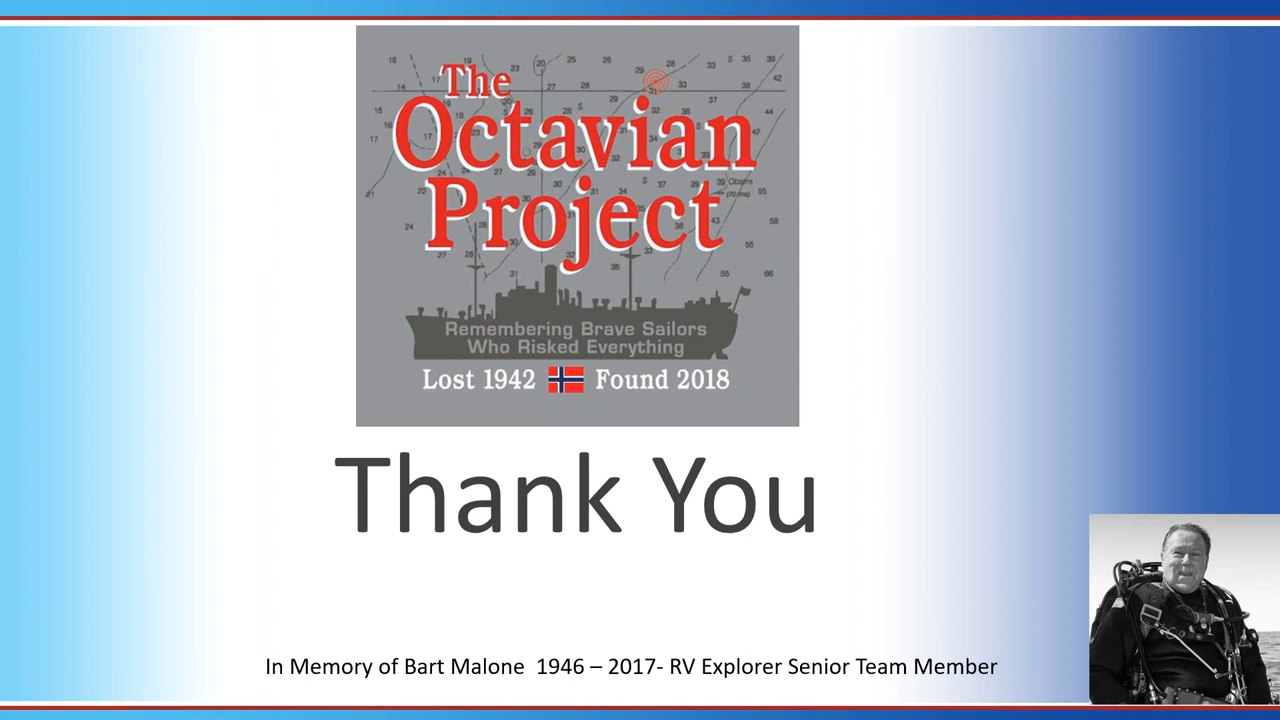 The
Octavian
Project
Remembering Brave Sailors
Who Risked Everything
Lost 1942 Found 2018
Thank You
In Memory of Bart Malone 1946 – 2017- RV Explorer Senior Team Member